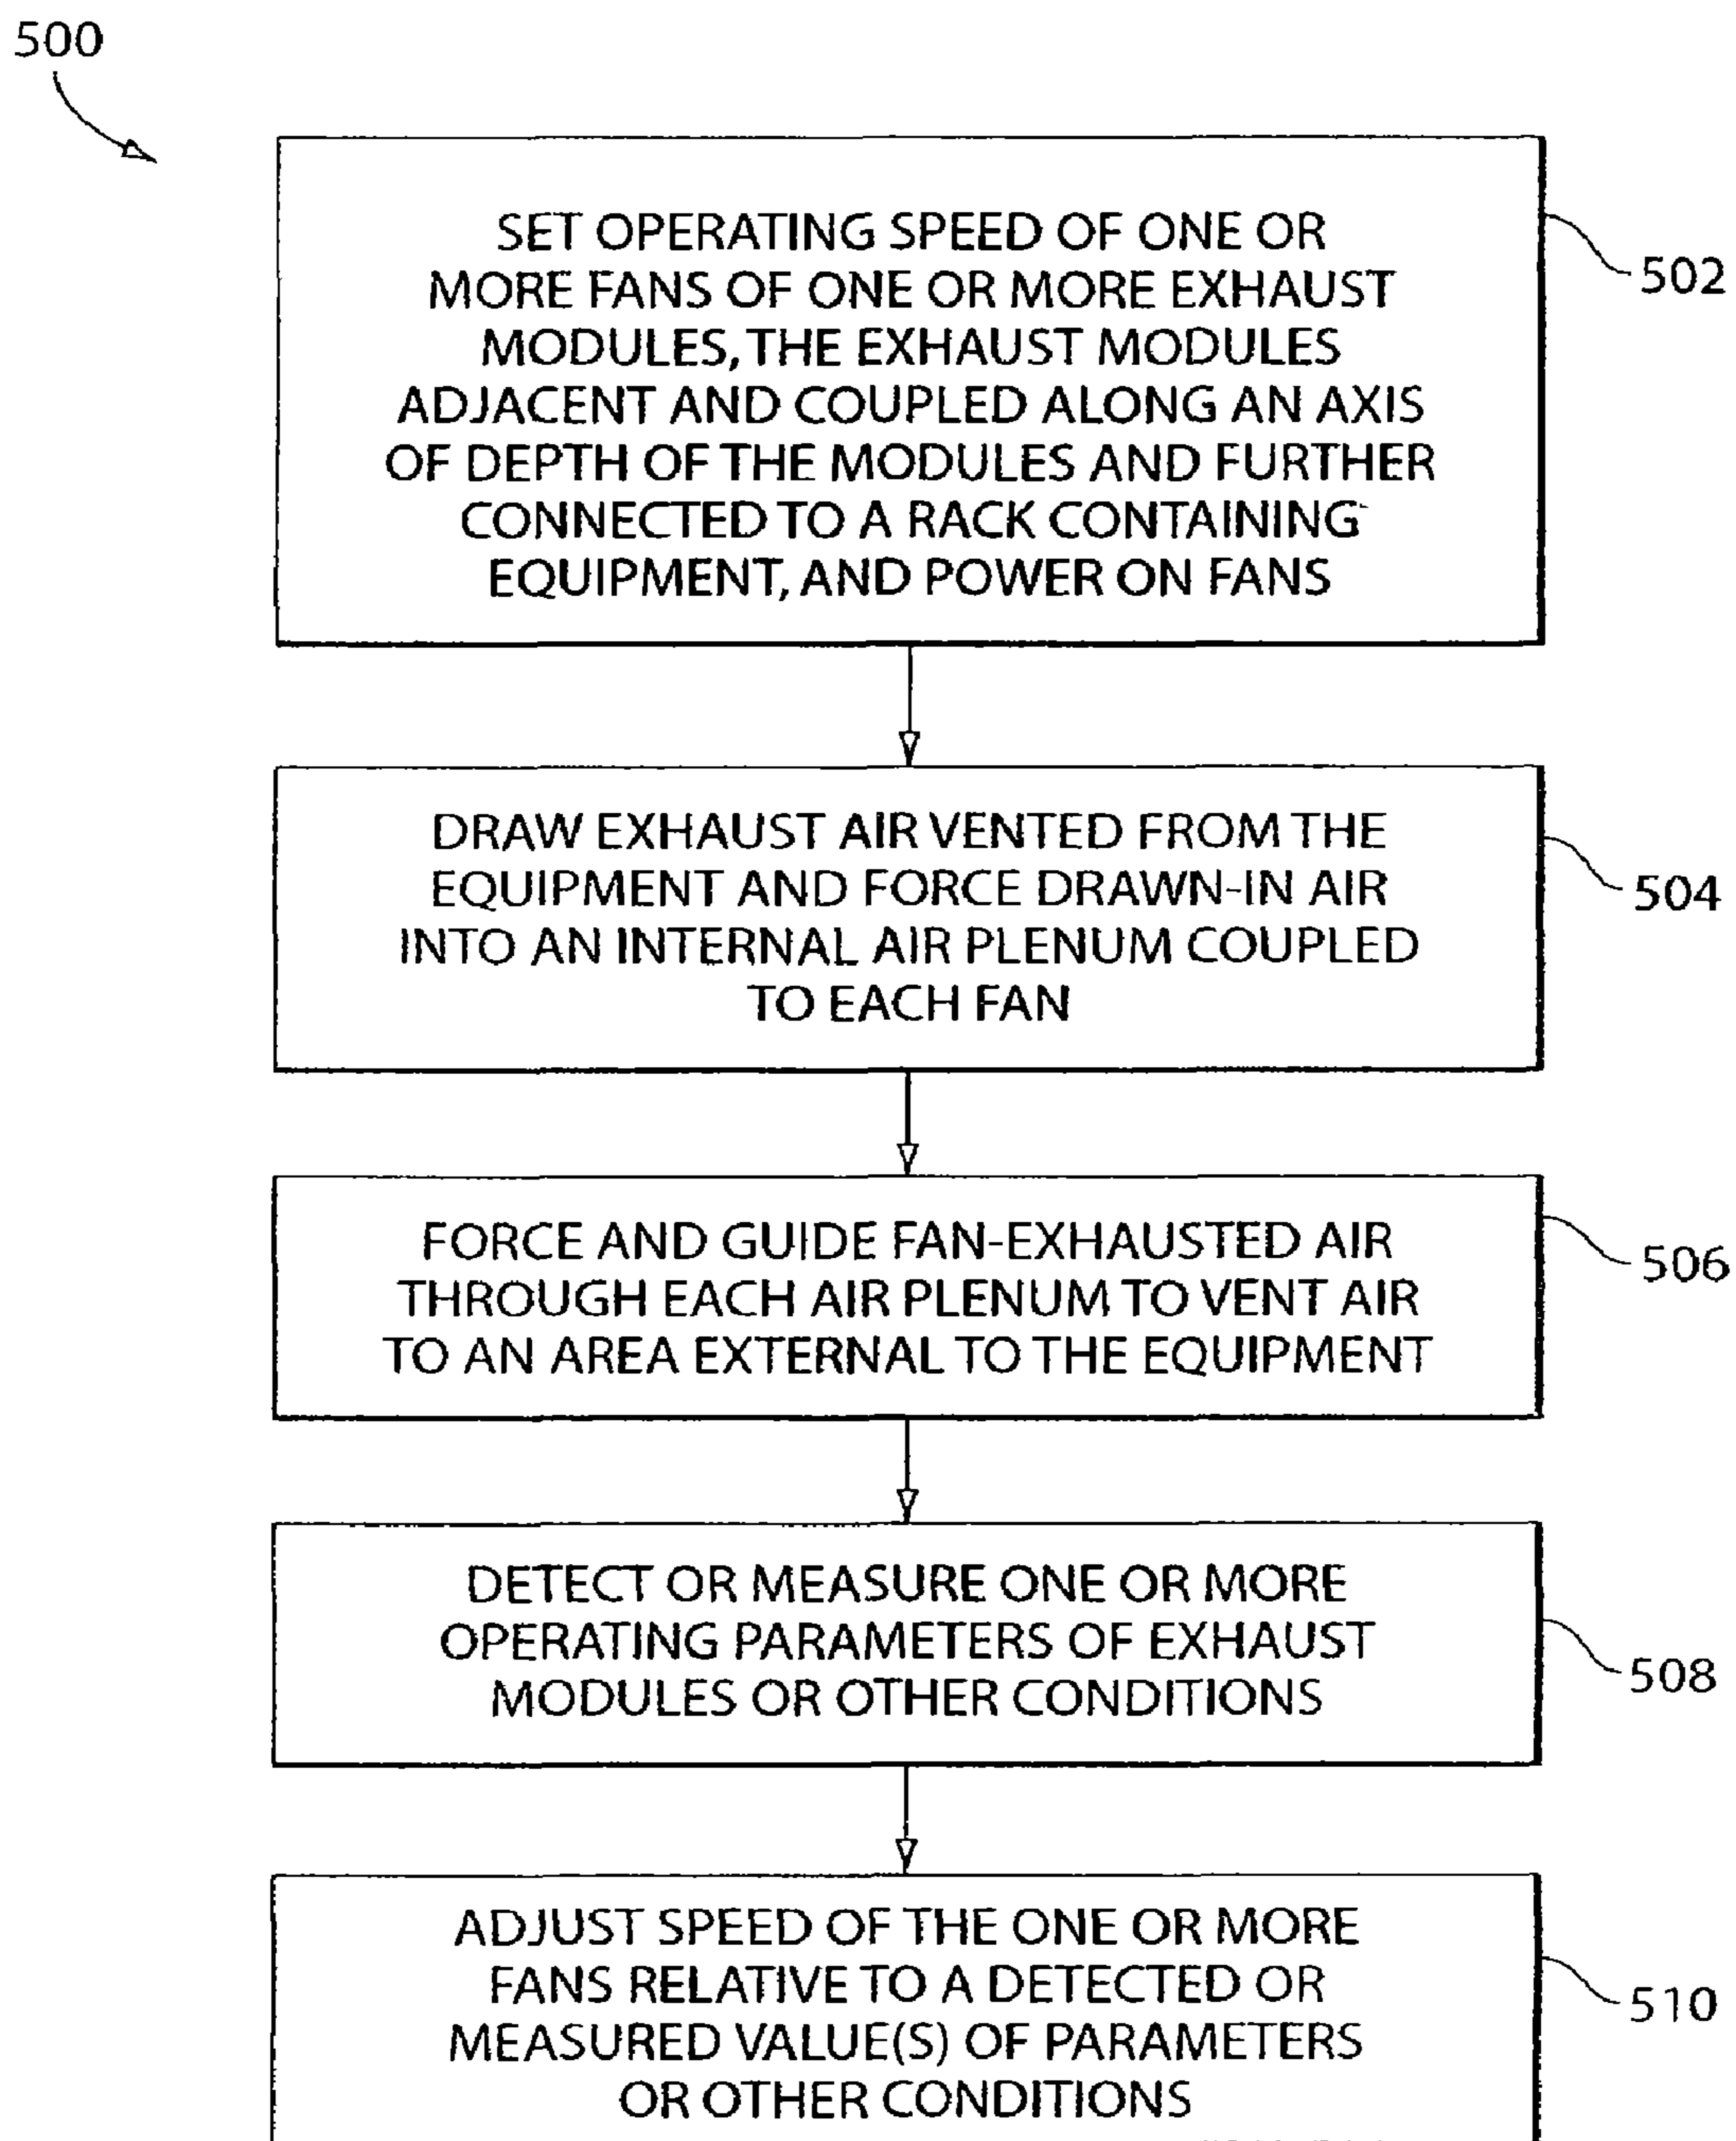 500
SET OPERATING SPEED OF ONE OR
MORE FANS OF ONE OR MORE EXHAUST
MODULES, THE EXHAUST MODULES
ADJACENT AND COUPLED ALONG AN AXIS
OF DEPTH OF THE MODULES AND FURTHER
CONNECTED TO A RACK CONTAINING
EQUIPMENT, AND POWER ON FANS
502
DRAW EXHAUST AIR VENTED FROM THE
EQUIPMENT AND FORCE DRAWN-IN AIR
INTO AN INTERNAL AIR PLENUM COUPLED
TO EACH FAN
504
FORCE AND GUIDE FAN-EXHAUSTED AIR
THROUGH EACH AIR PLENUM TO VENT AIR
TO AN AREA EXTERNAL TO THE EQUIPMENT
506
DETECT OR MEASURE ONE OR MORE
OPERATING PARAMETERS OF EXHAUST
MODULES OR OTHER CONDITIONS
508
ADJUST SPEED OF THE ONE OR MORE
FANS RELATIVE TO A DETECTED OR
MEASURED VALUE(S) OF PARAMETERS
OR OTHER CONDITIONS
510